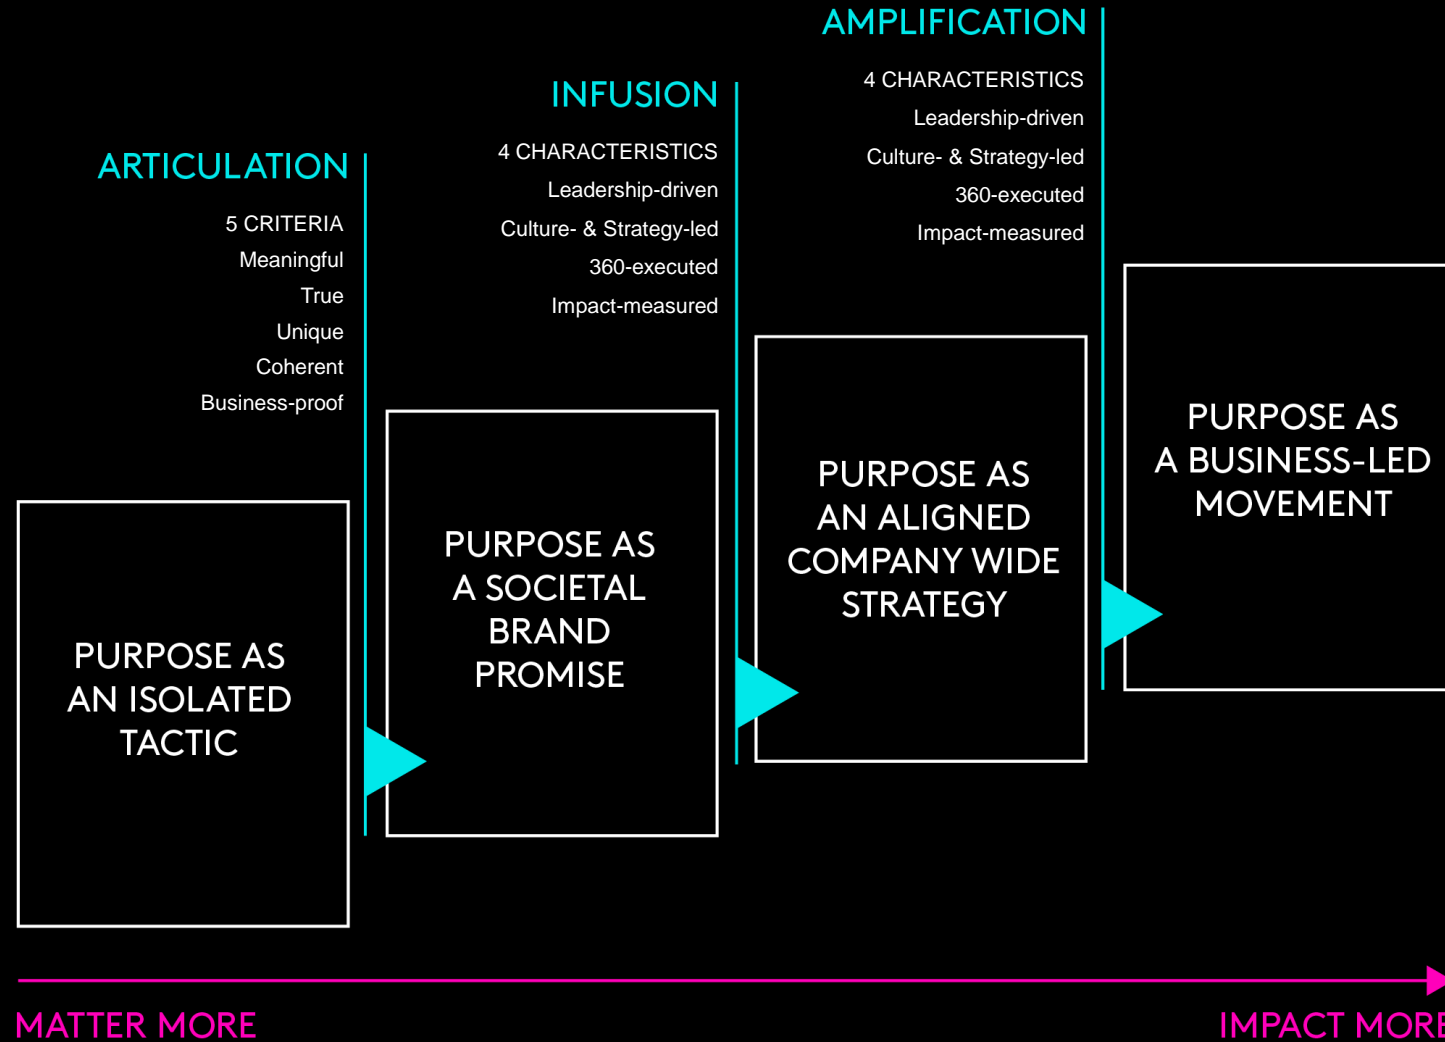 ARTICULATION
5 CRITERIA
Meaningful
True
Unique
Coherent
Business-proof
INFUSION
4 CHARACTERISTICS
Leadership-driven
Culture- & Strategy-led
360-executed
Impact-measured
AMPLIFICATION
4 CHARACTERISTICS
Leadership-driven
Culture- & Strategy-led
360-executed
Impact-measured
PURPOSE AS
AN ISOLATED
TACTIC
PURPOSE AS
A SOCIETAL
BRAND
PROMISE
PURPOSE AS
AN ALIGNED
COMPANY WIDE
STRATEGY
PURPOSE AS
A BUSINESS-LED
MOVEMENT
MATTER MORE
IMPACT MORE